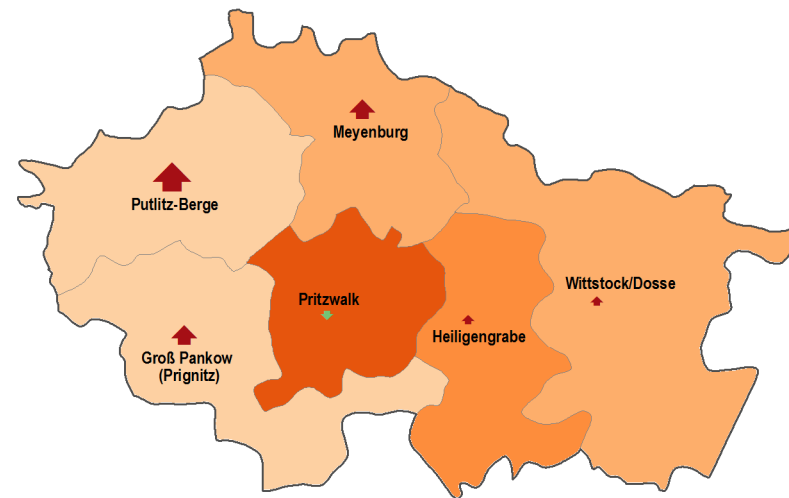 Meyenburg
Putlitz-Berge
Wittstock/Dosse
Pritzwalk
Heiligengrabe
Groß Pankow
(Prignitz)